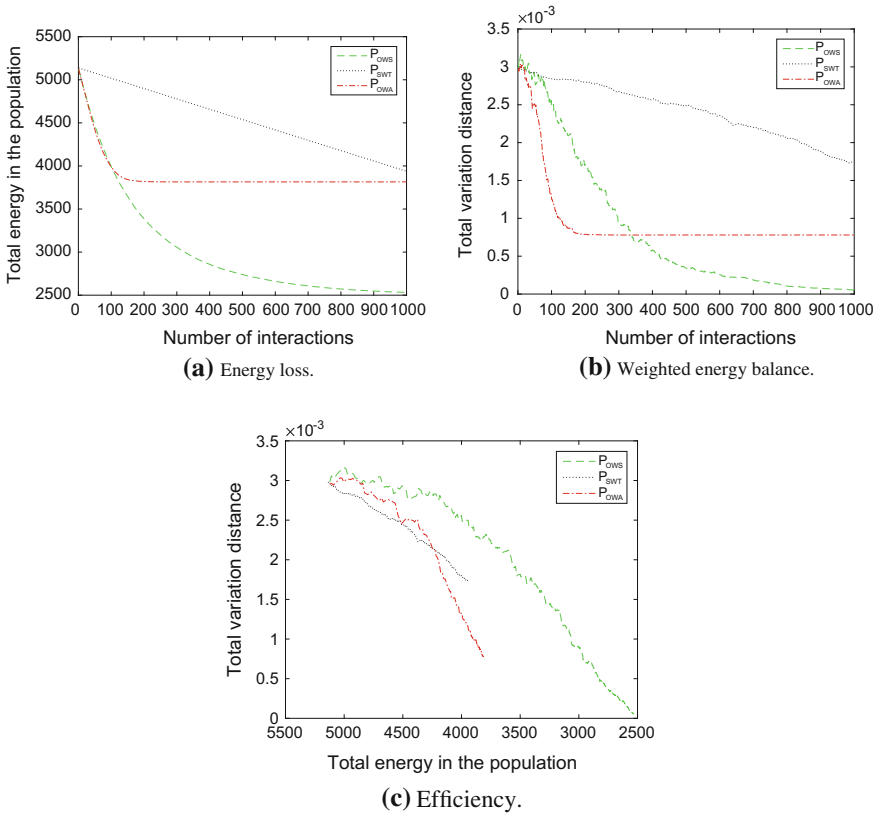 5500
5000
4500
4000
3500
3000
2500
0 100 200 300 400 500 600 700 800 900 1000
Total energy in the population
Number of interactions
P_OWS
P_SWT
P_OWA
(a) Energy loss.
×10^-3
3.5
3
2.5
2
1.5
1
0.5
0
0 100 200 300 400 500 600 700 800 900 1000
Total variation distance
Number of interactions
P_OWS
P_SWT
P_OWA
(b) Weighted energy balance.
×10^-3
3.5
3
2.5
2
1.5
1
0.5
0
5500 5000 4500 4000 3500 3000 2500
Total variation distance
Total energy in the population
P_OWS
P_SWT
P_OWA
(c) Efficiency.